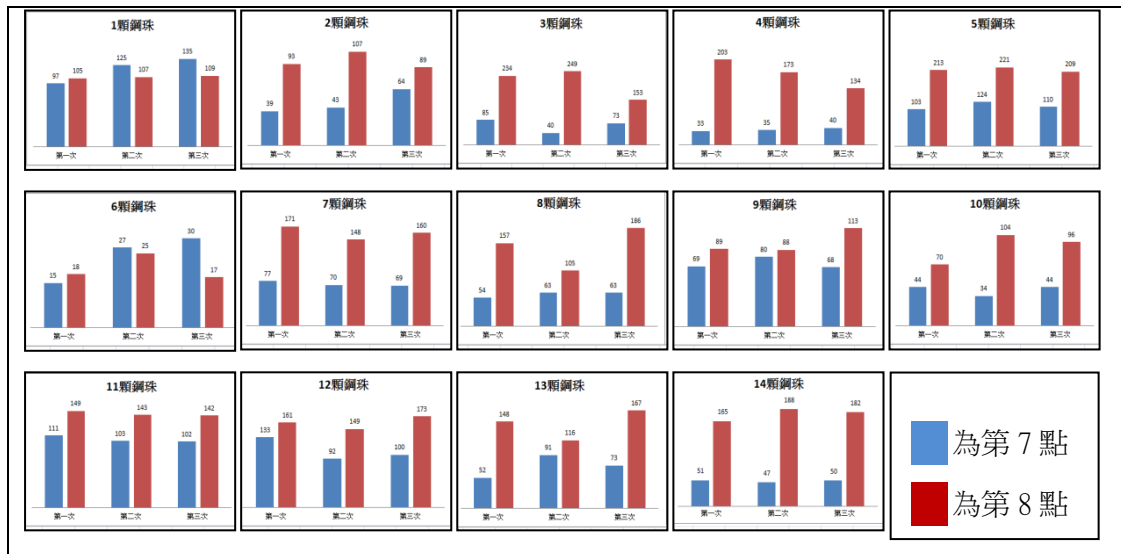 1顆鋼珠
97 105 125 107 135 109
第一次 第二次 第三次
2顆鋼珠
39 93 43 107 64 89
第一次 第二次 第三次
3顆鋼珠
85 234 40 249 73 153
第一次 第二次 第三次
4顆鋼珠
33 203 35 173 40 134
第一次 第二次 第三次
5顆鋼珠
103 213 124 221 110 209
第一次 第二次 第三次
6顆鋼珠
15 18 27 25 30 17
第一次 第二次 第三次
7顆鋼珠
77 171 70 148 69 160
第一次 第二次 第三次
8顆鋼珠
54 157 63 105 63 186
第一次 第二次 第三次
9顆鋼珠
69 89 80 88 68 113
第一次 第二次 第三次
10顆鋼珠
44 70 34 104 44 96
第一次 第二次 第三次
11顆鋼珠
111 149 103 143 102 142
第一次 第二次 第三次
12顆鋼珠
133 161 92 149 100 173
第一次 第二次 第三次
13顆鋼珠
52 148 91 116 73 167
第一次 第二次 第三次
14顆鋼珠
51 165 47 188 50 182
第一次 第二次 第三次
為第 7 點
為第 8 點